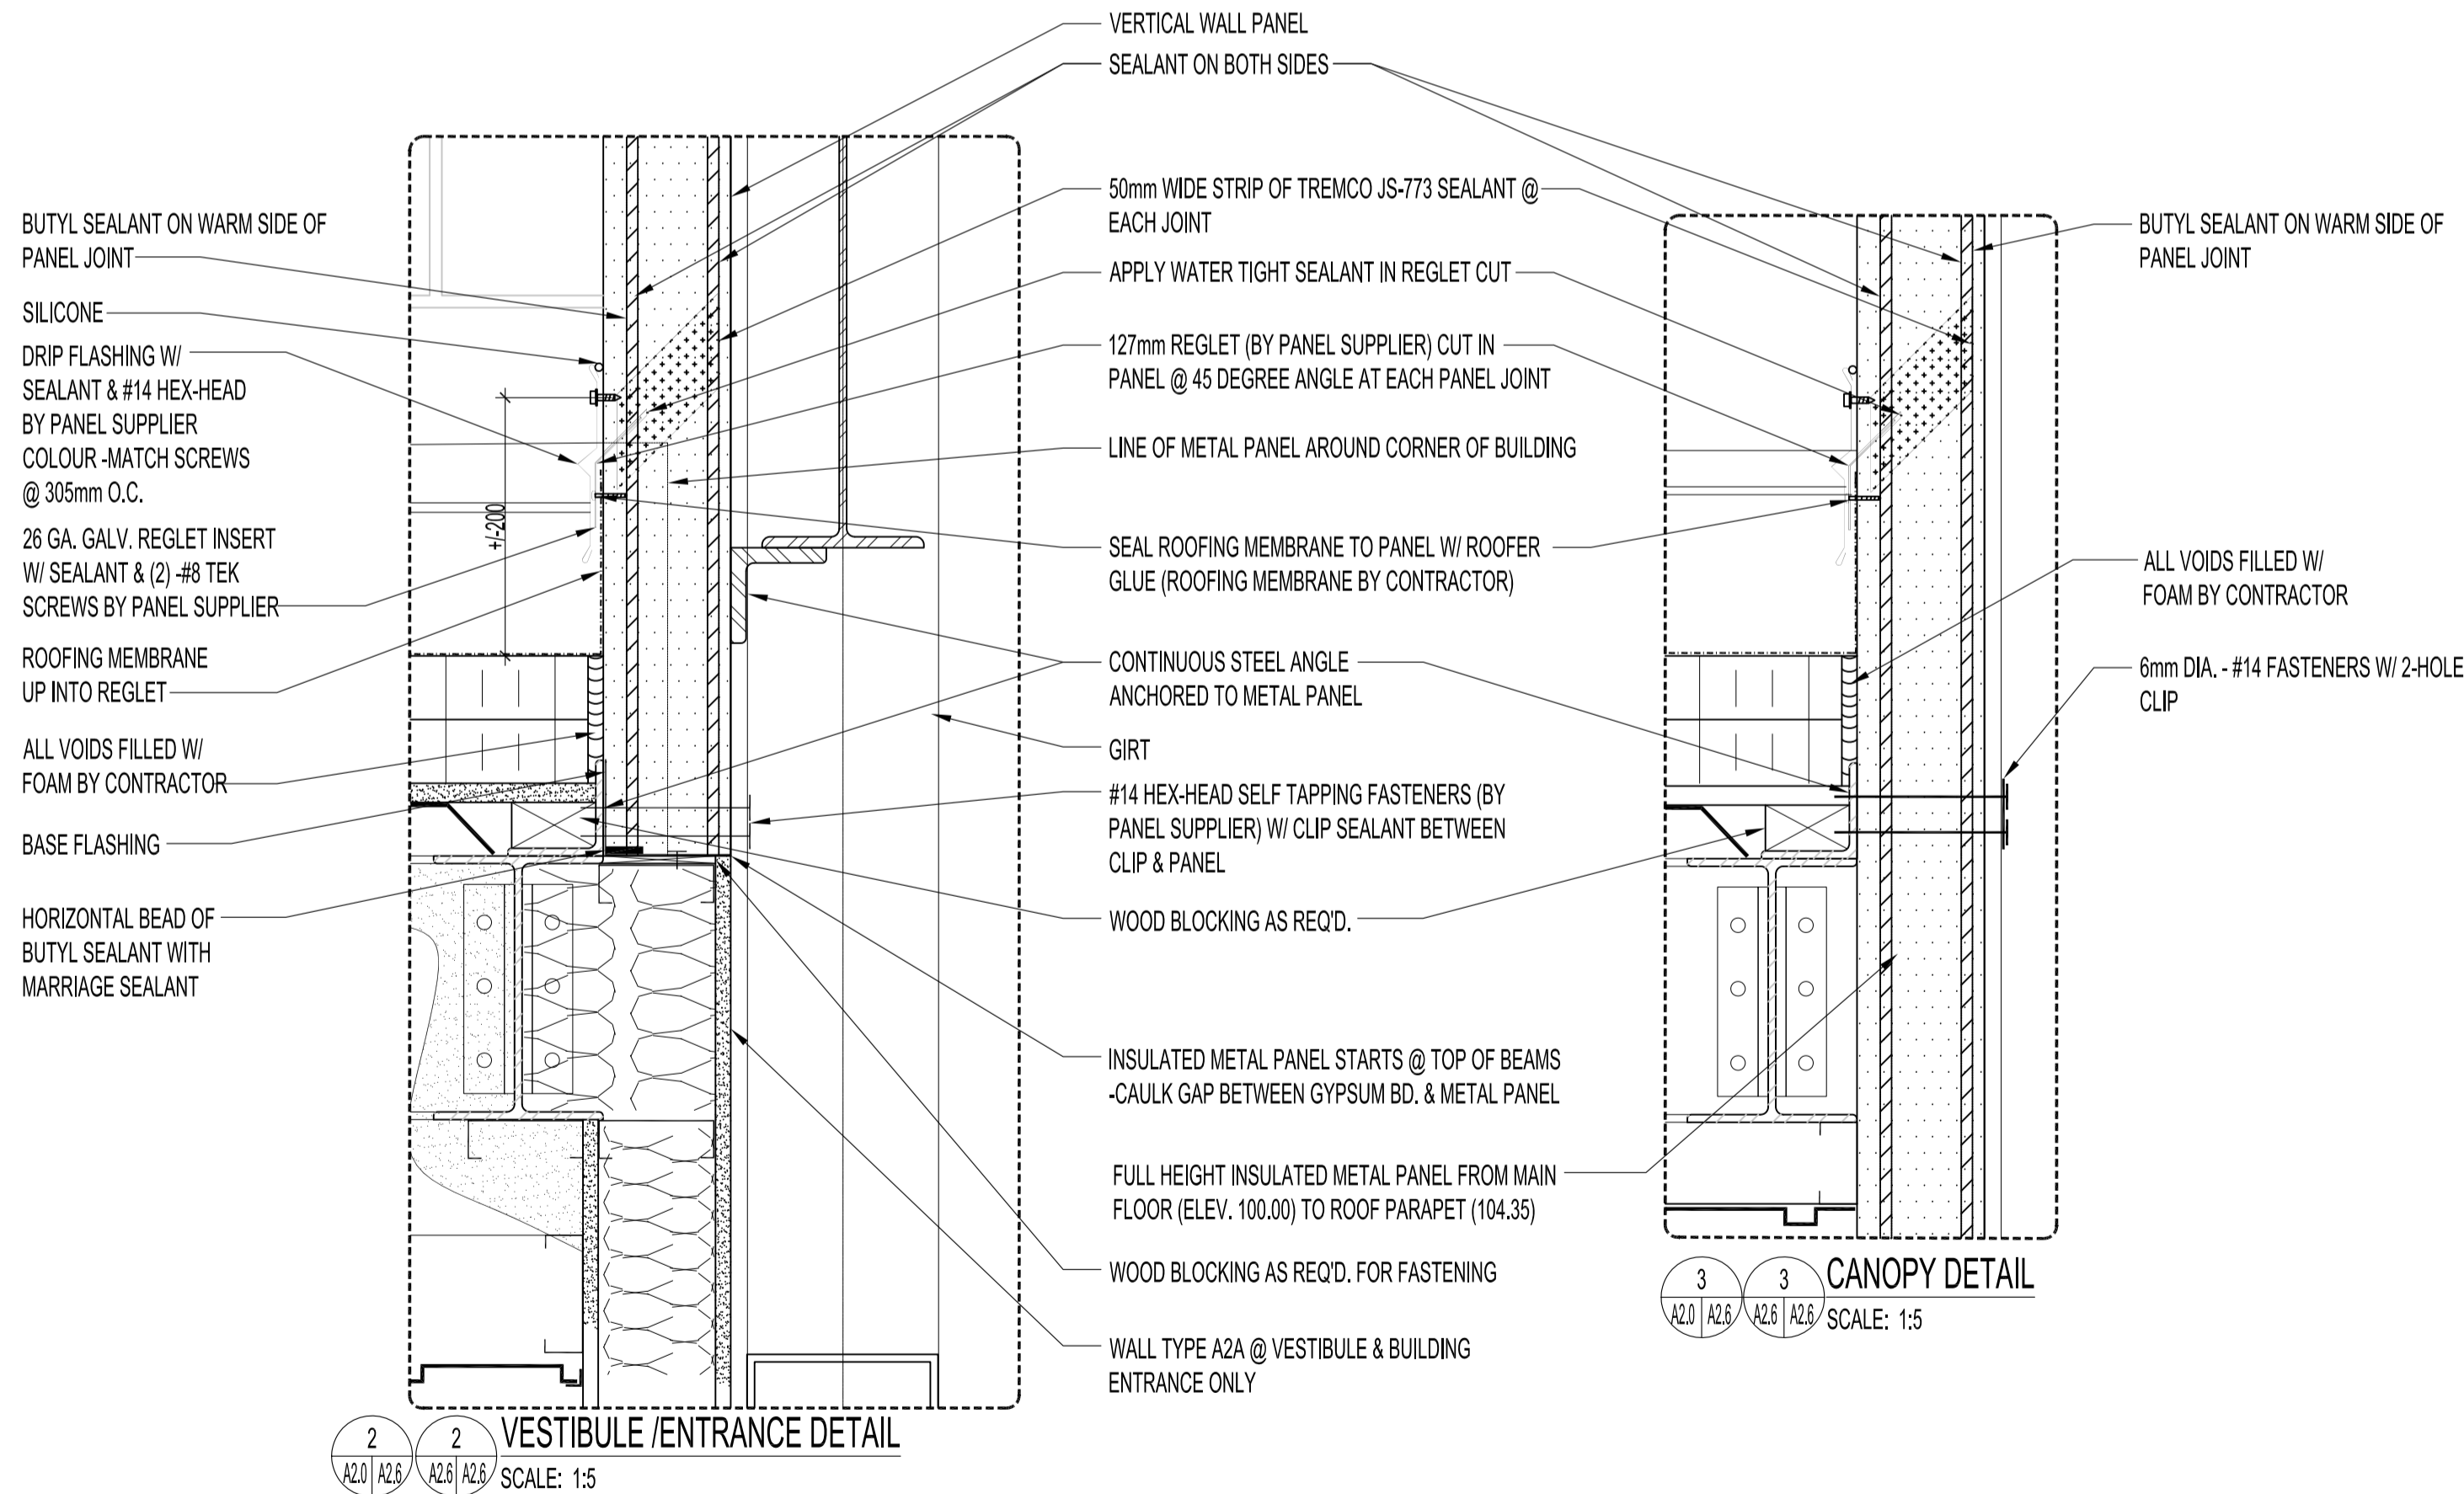 VERTICAL WALL PANEL
SEALANT ON BOTH SIDES
50mm WIDE STRIP OF TREMCO JS-773 SEALANT @
EACH JOINT
APPLY WATER TIGHT SEALANT IN REGLET CUT
127mm REGLET (BY PANEL SUPPLIER) CUT IN
PANEL @ 45 DEGREE ANGLE AT EACH PANEL JOINT
LINE OF METAL PANEL AROUND CORNER OF BUILDING
SEAL ROOFING MEMBRANE TO PANEL W/ ROOFER
GLUE (ROOFING MEMBRANE BY CONTRACTOR)
CONTINUOUS STEEL ANGLE
ANCHORED TO METAL PANEL
GIRT
#14 HEX-HEAD SELF TAPPING FASTENERS (BY
PANEL SUPPLIER) W/ CLIP SEALANT BETWEEN
CLIP & PANEL
WOOD BLOCKING AS REQ'D.
INSULATED METAL PANEL STARTS @ TOP OF BEAMS
-CAULK GAP BETWEEN GYPSUM BD. & METAL PANEL
FULL HEIGHT INSULATED METAL PANEL FROM MAIN
FLOOR (ELEV. 100.00) TO ROOF PARAPET (104.35)
WOOD BLOCKING AS REQ'D. FOR FASTENING
WALL TYPE A2A @ VESTIBULE & BUILDING
ENTRANCE ONLY
BUTYL SEALANT ON WARM SIDE OF
PANEL JOINT
SILICONE
DRIP FLASHING W/
SEALANT & #14 HEX-HEAD
BY PANEL SUPPLIER
COLOUR -MATCH SCREWS
@ 305mm O.C.
26 GA. GALV. REGLET INSERT
W/ SEALANT & (2) -#8 TEK
SCREWS BY PANEL SUPPLIER
ROOFING MEMBRANE
UP INTO REGLET
ALL VOIDS FILLED W/
FOAM BY CONTRACTOR
BASE FLASHING
HORIZONTAL BEAD OF
BUTYL SEALANT WITH
MARRIAGE SEALANT
+/-200
BUTYL SEALANT ON WARM SIDE OF
PANEL JOINT
ALL VOIDS FILLED W/
FOAM BY CONTRACTOR
6mm DIA. - #14 FASTENERS W/ 2-HOLE
CLIP
3
A2.0 A2.6
3
A2.6 A2.6
CANOPY DETAIL
SCALE: 1:5
2
A2.0 A2.6
2
A2.6 A2.6
VESTIBULE /ENTRANCE DETAIL
SCALE: 1:5